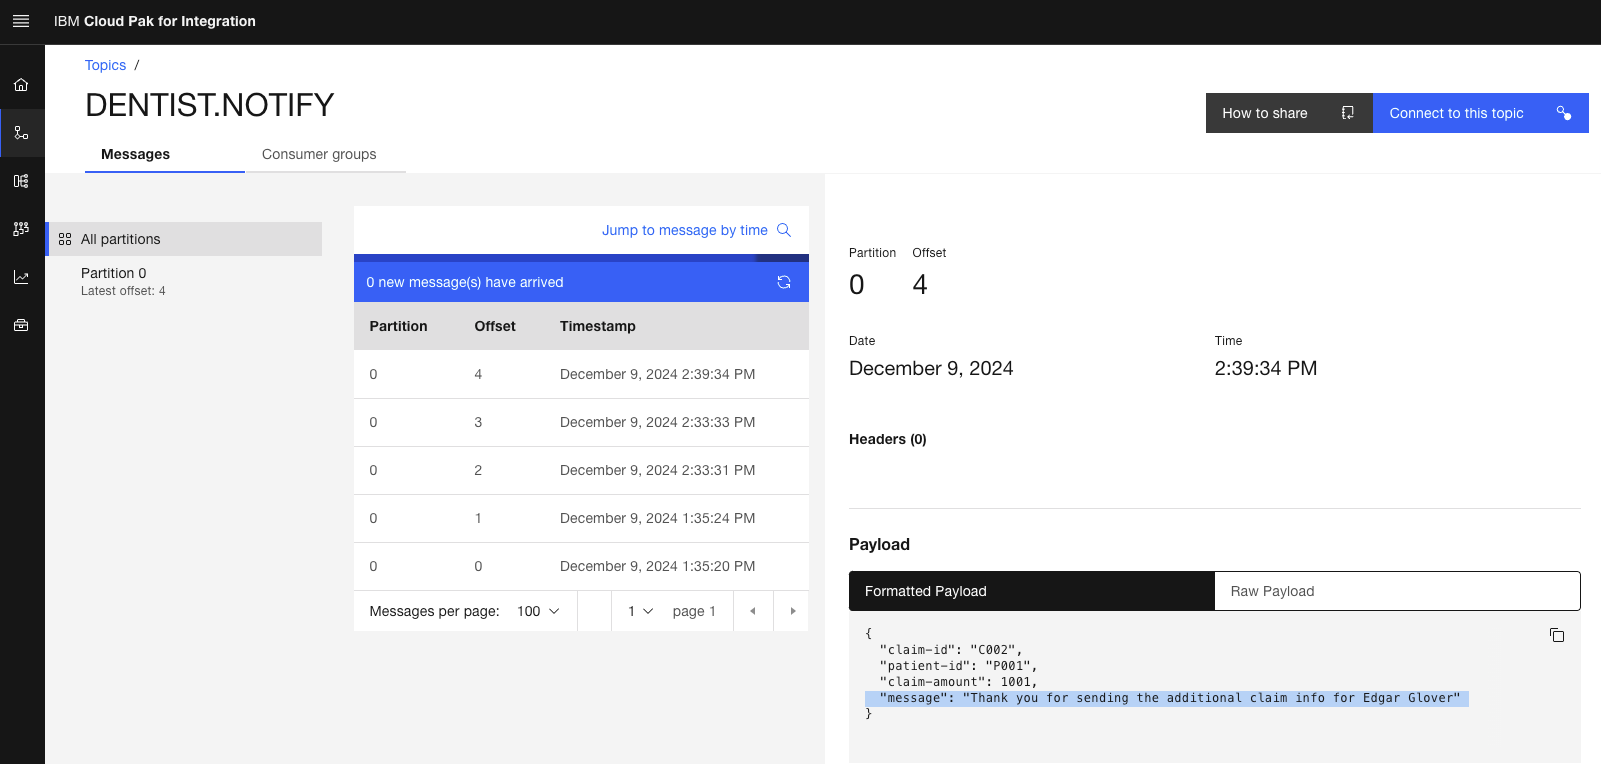 IBM Cloud Pak for Integration
Topics /
DENTIST.NOTIFY
How to share
Connect to this topic
Messages
Consumer groups
All partitions
Partition 0
Latest offset: 4
Jump to message by time
0 new message(s) have arrived
Partition Offset Timestamp
0 4 December 9, 2024 2:39:34 PM
0 3 December 9, 2024 2:33:33 PM
0 2 December 9, 2024 2:33:31 PM
0 1 December 9, 2024 1:35:24 PM
0 0 December 9, 2024 1:35:20 PM
Messages per page: 100 1 page 1
Partition Offset
0 4
Date Time
December 9, 2024 2:39:34 PM
Headers (0)
Payload
Formatted Payload Raw Payload
{
"claim-id": "C002",
"patient-id": "P001",
"claim-amount": 1001,
"message": "Thank you for sending the additional claim info for Edgar Glover"
}